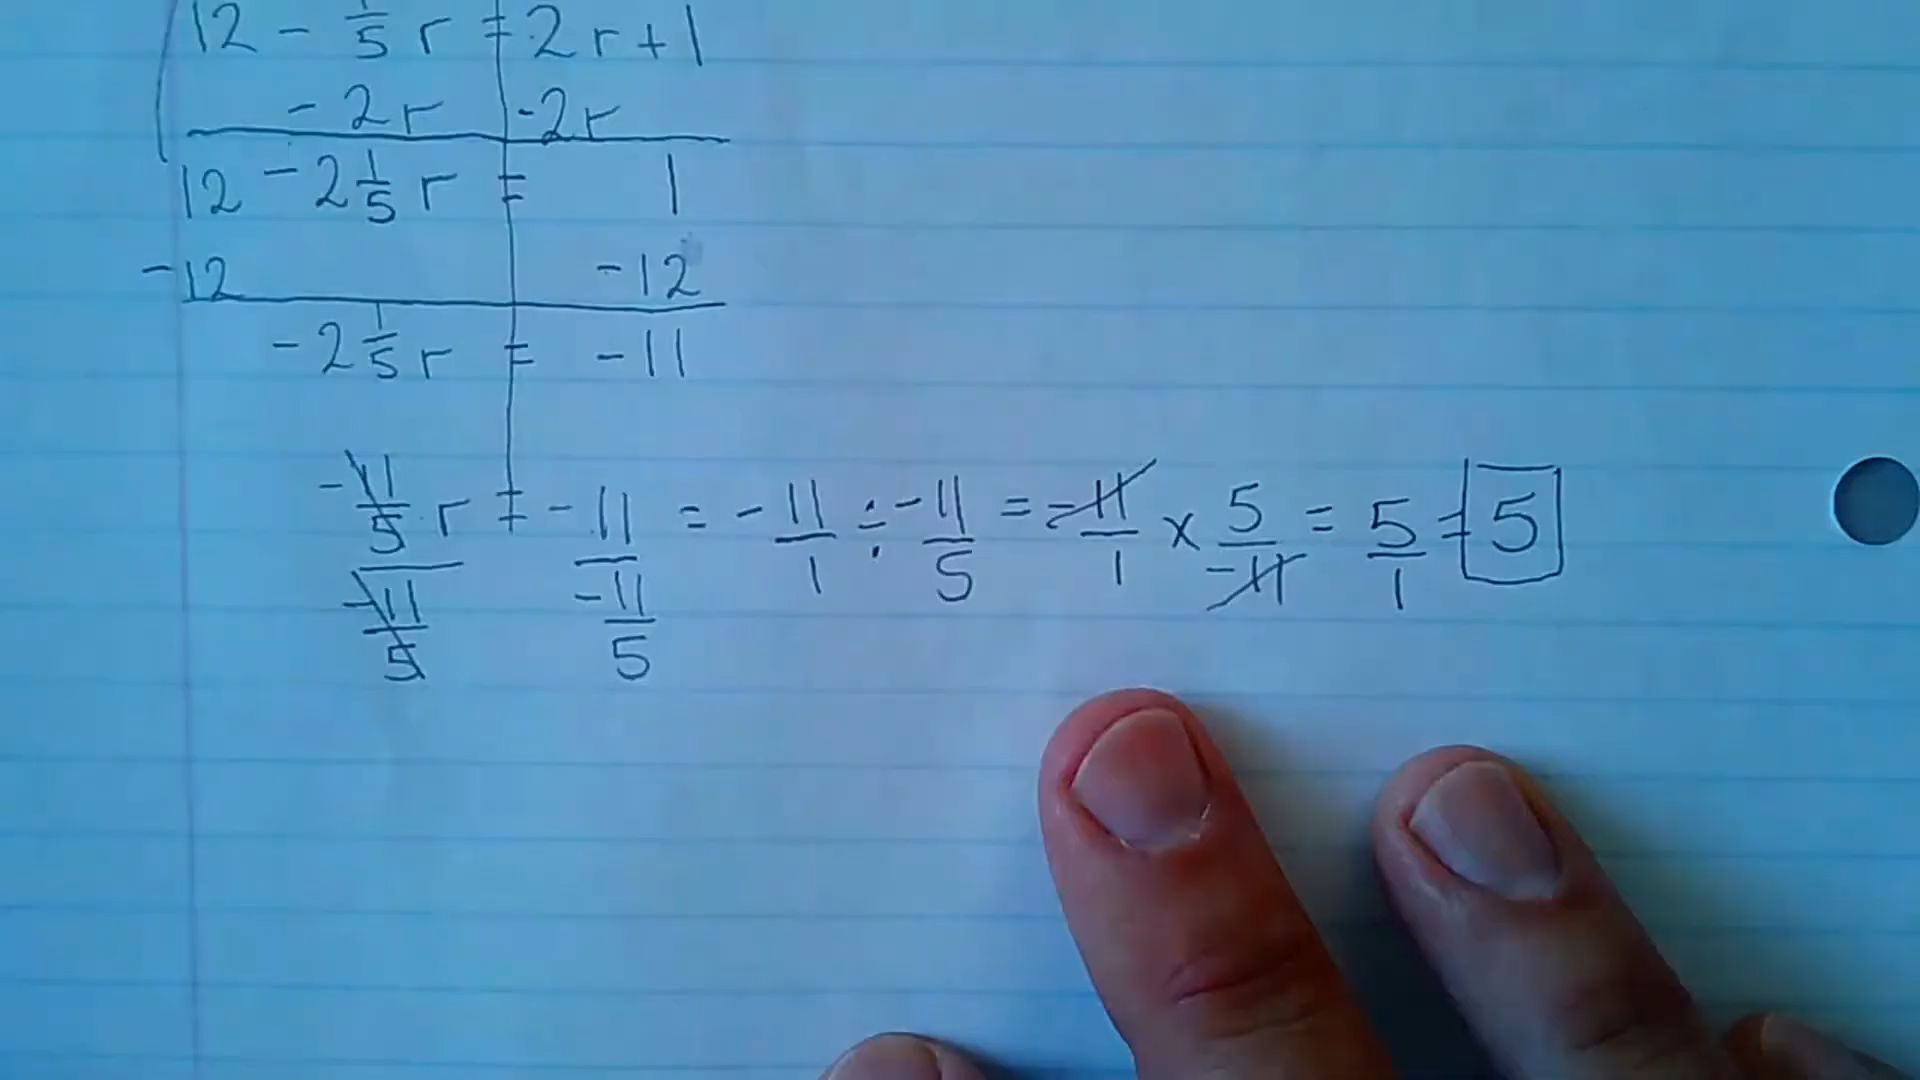 12 - 1/5 r = 2r + 1
- 2r -2r
12 - 2 1/5 r = 1
-12 -12
- 2 1/5 r = -11
(-11/5 r)/(-11/5) = -11/(-11/5) = -11/1 ÷ -11/5 = -11/1 × 5/-11 = 5/1 = 5